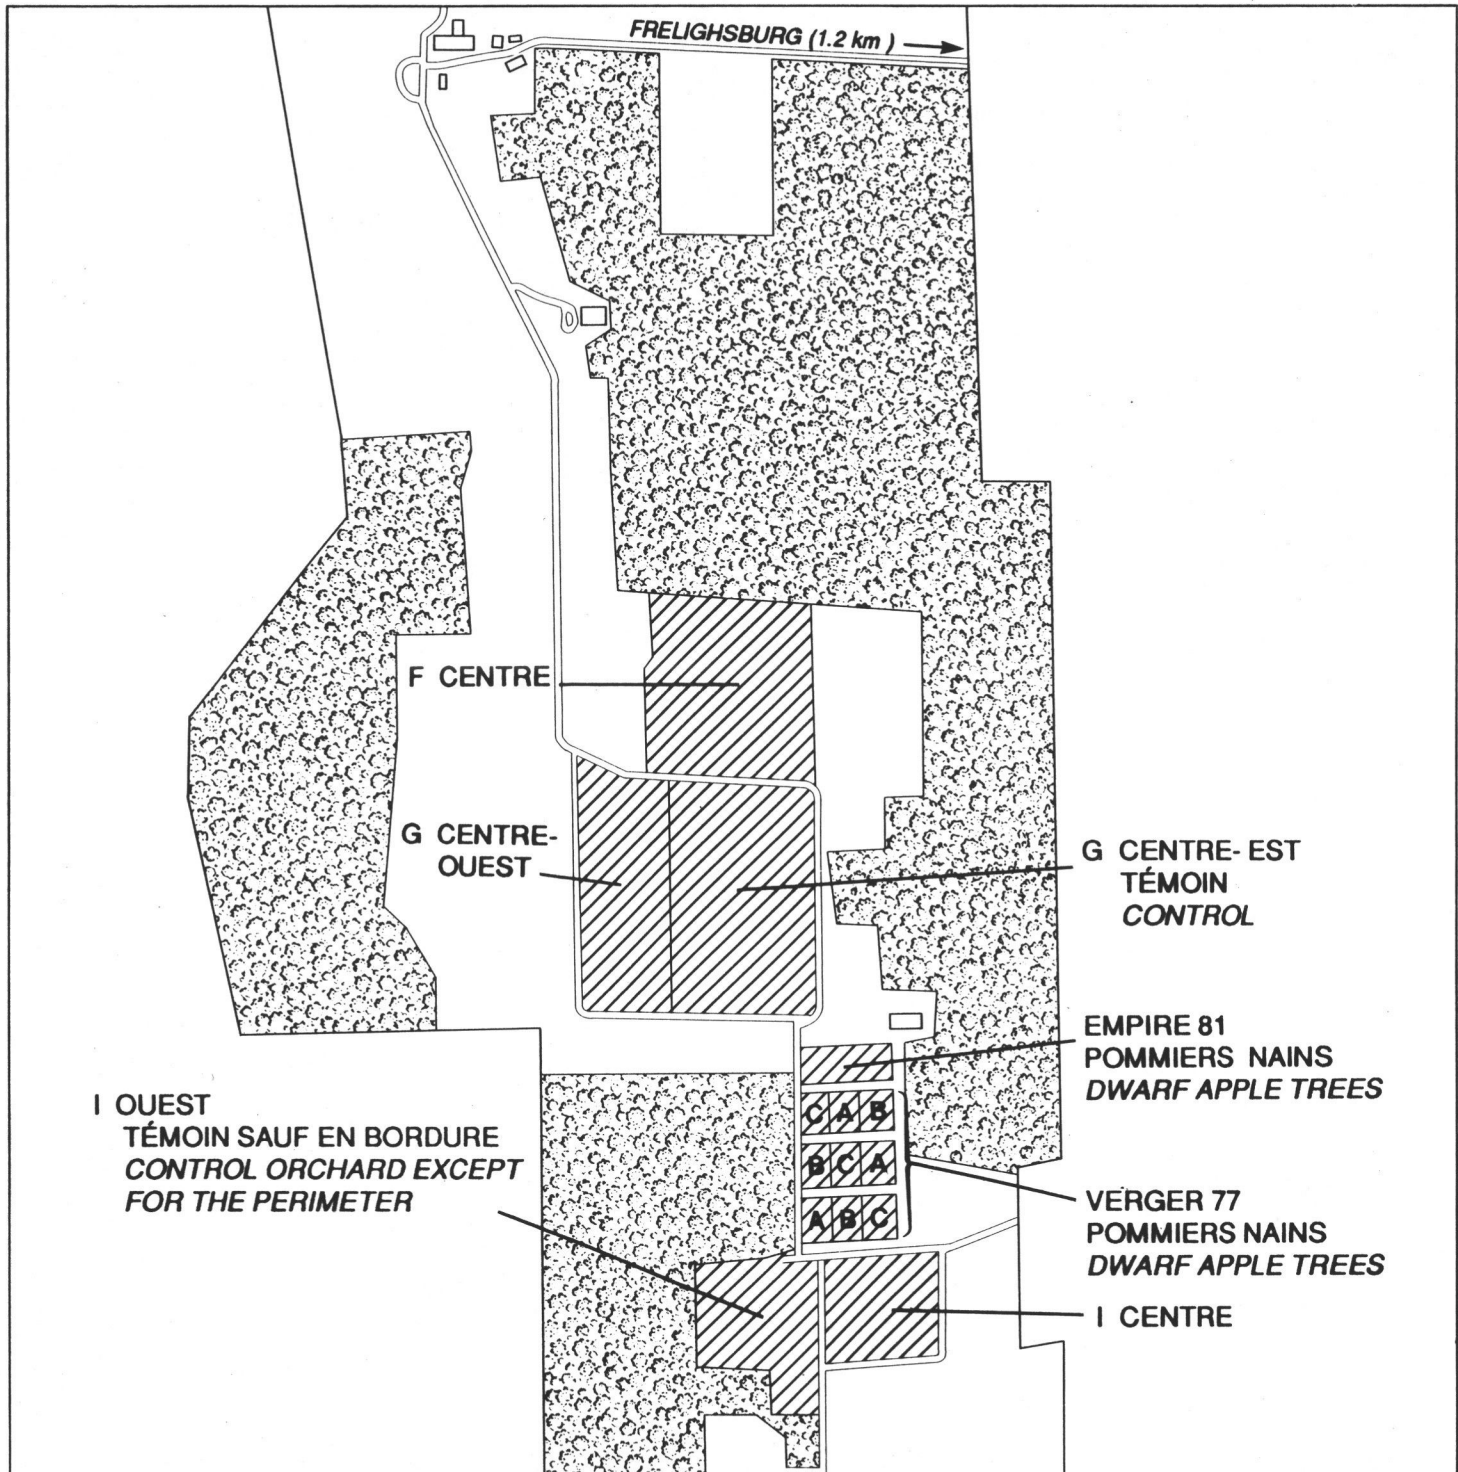 FRELIGHSBURG (1.2 km)
F CENTRE
G CENTRE-
OUEST
G CENTRE-EST
TÉMOIN
CONTROL
EMPIRE 81
POMMIERS NAINS
DWARF APPLE TREES
I OUEST
TÉMOIN SAUF EN BORDURE
CONTROL ORCHARD EXCEPT
FOR THE PERIMETER
C A B
B C A
A B C
VERGER 77
POMMIERS NAINS
DWARF APPLE TREES
I CENTRE